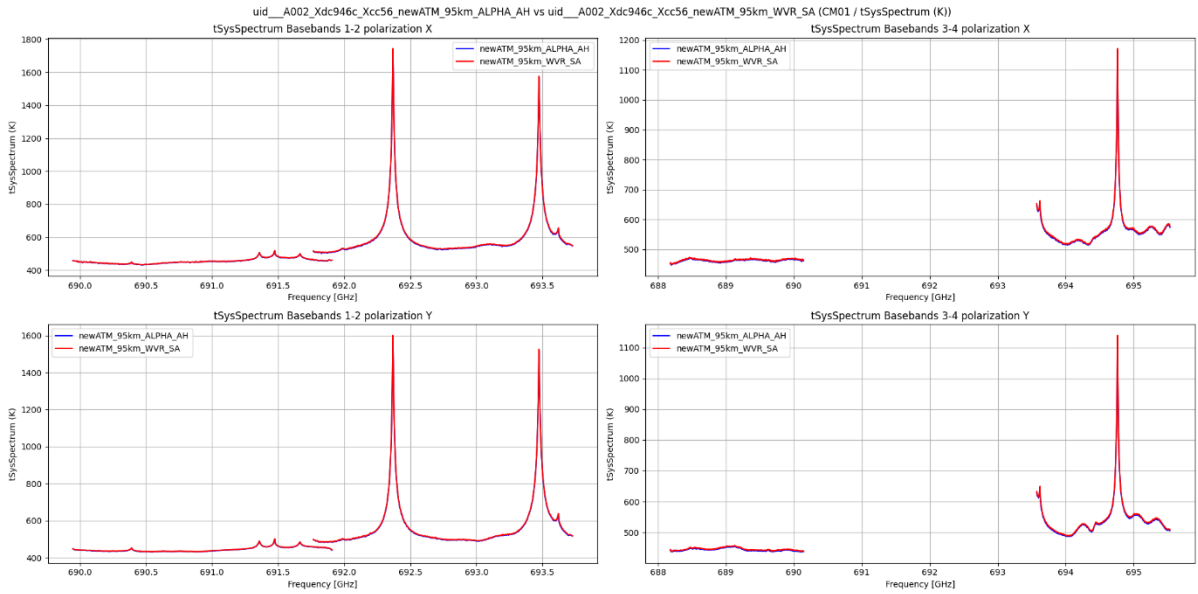 uid___A002_Xdc946c_Xcc56_newATM_95km_ALPHA_AH vs uid___A002_Xdc946c_Xcc56_newATM_95km_WVR_SA (CM01 / tSysSpectrum (K))
tSysSpectrum Basebands 1-2 polarization X
newATM_95km_ALPHA_AH
newATM_95km_WVR_SA
tSysSpectrum (K)
1800
1600
1400
1200
1000
800
600
400
690.0 690.5 691.0 691.5 692.0 692.5 693.0 693.5
Frequency [GHz]
tSysSpectrum Basebands 3-4 polarization X
newATM_95km_ALPHA_AH
newATM_95km_WVR_SA
tSysSpectrum (K)
1200
1100
1000
900
800
700
600
500
688 689 690 691 692 693 694 695
Frequency [GHz]
tSysSpectrum Basebands 1-2 polarization Y
newATM_95km_ALPHA_AH
newATM_95km_WVR_SA
tSysSpectrum (K)
1600
1400
1200
1000
800
600
400
690.0 690.5 691.0 691.5 692.0 692.5 693.0 693.5
Frequency [GHz]
tSysSpectrum Basebands 3-4 polarization Y
newATM_95km_ALPHA_AH
newATM_95km_WVR_SA
tSysSpectrum (K)
1100
1000
900
800
700
600
500
688 689 690 691 692 693 694 695
Frequency [GHz]